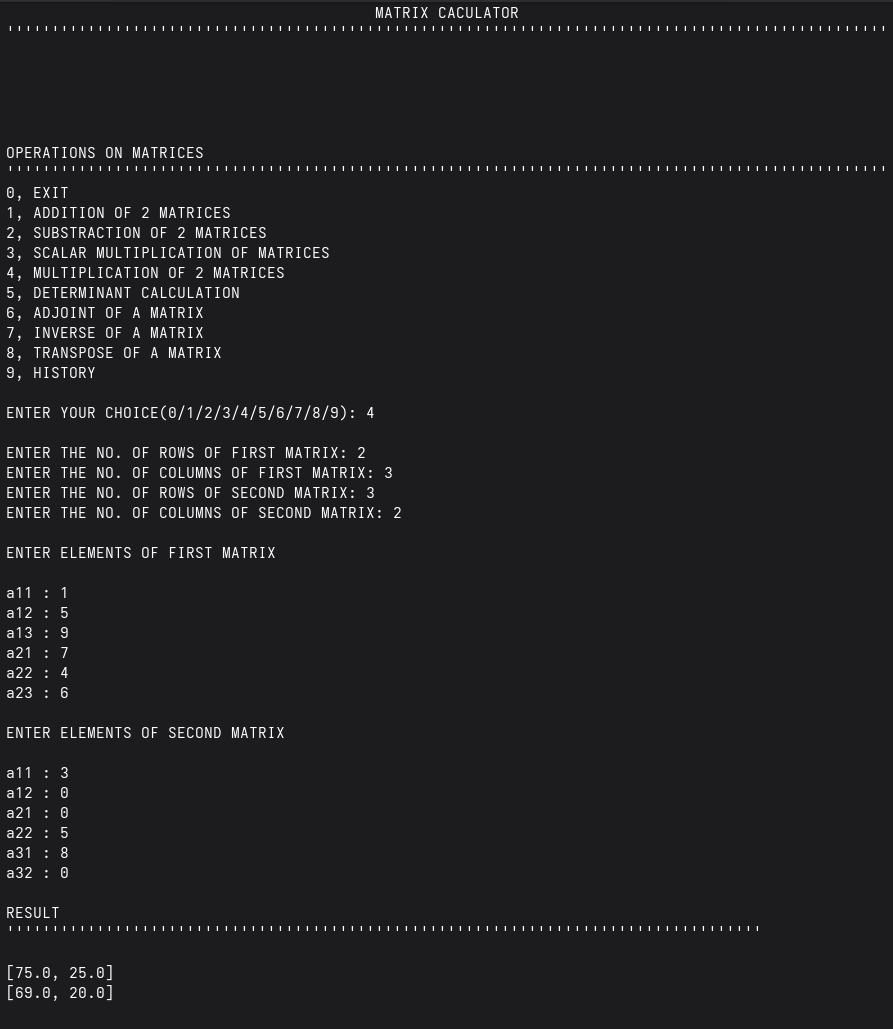 MATRIX CACULATOR
''''''''''''''''''''''''''''''''''''''''''''''''''''''''''''''''''''''''''''''''''''''''''''''''''
OPERATIONS ON MATRICES
''''''''''''''''''''''''''''''''''''''''''''''''''''''''''''''''''''''''''''''''''''''''''''''''''
0, EXIT
1, ADDITION OF 2 MATRICES
2, SUBSTRACTION OF 2 MATRICES
3, SCALAR MULTIPLICATION OF MATRICES
4, MULTIPLICATION OF 2 MATRICES
5, DETERMINANT CALCULATION
6, ADJOINT OF A MATRIX
7, INVERSE OF A MATRIX
8, TRANSPOSE OF A MATRIX
9, HISTORY
ENTER YOUR CHOICE(0/1/2/3/4/5/6/7/8/9): 4
ENTER THE NO. OF ROWS OF FIRST MATRIX: 2
ENTER THE NO. OF COLUMNS OF FIRST MATRIX: 3
ENTER THE NO. OF ROWS OF SECOND MATRIX: 3
ENTER THE NO. OF COLUMNS OF SECOND MATRIX: 2
ENTER ELEMENTS OF FIRST MATRIX
a11 : 1
a12 : 5
a13 : 9
a21 : 7
a22 : 4
a23 : 6
ENTER ELEMENTS OF SECOND MATRIX
a11 : 3
a12 : 0
a21 : 0
a22 : 5
a31 : 8
a32 : 0
RESULT
''''''''''''''''''''''''''''''''''''''''''''''''''''''''''''''''''''''''''''''''''''
[75.0, 25.0]
[69.0, 20.0]